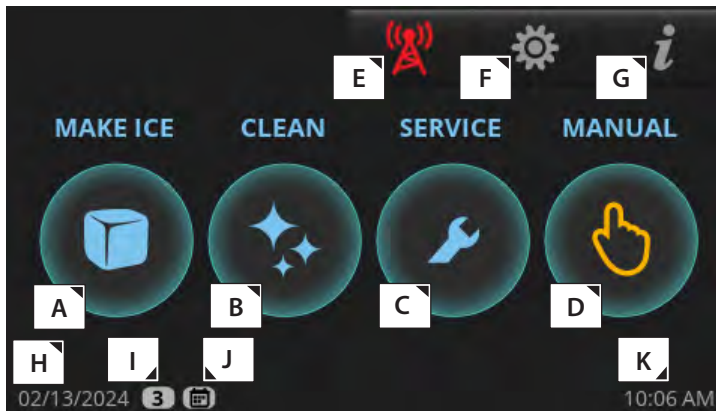 E F G
MAKE ICE CLEAN SERVICE MANUAL
A B C D
H I J K
02/13/2024 3 10:06 AM